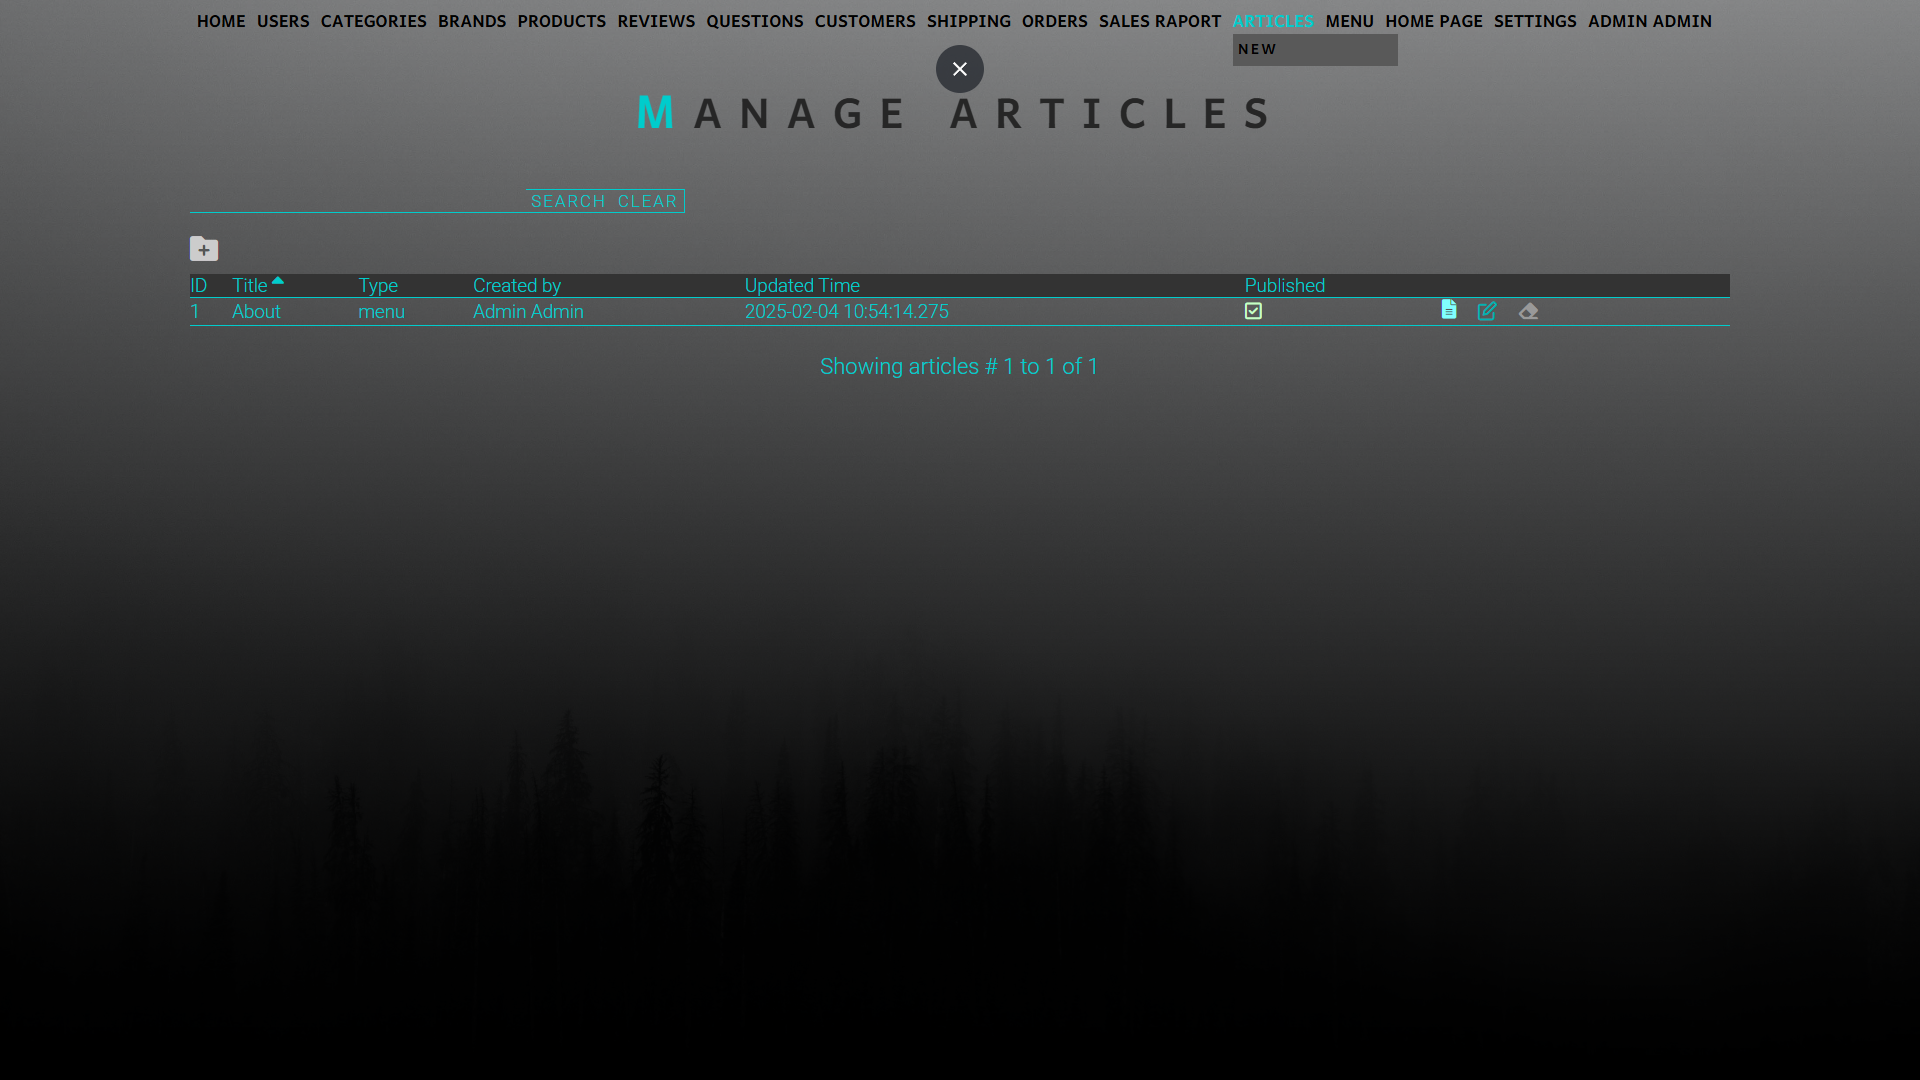 HOME USERS CATEGORIES BRANDS PRODUCTS REVIEWS QUESTIONS CUSTOMERS SHIPPING ORDERS SALES RAPORT ARTICLES MENU HOME PAGE SETTINGS ADMIN ADMIN
NEW
MANAGE ARTICLES
SEARCH CLEAR
ID Title Type Created by Updated Time Published
1 About menu Admin Admin 2025-02-04 10:54:14.275
Showing articles # 1 to 1 of 1